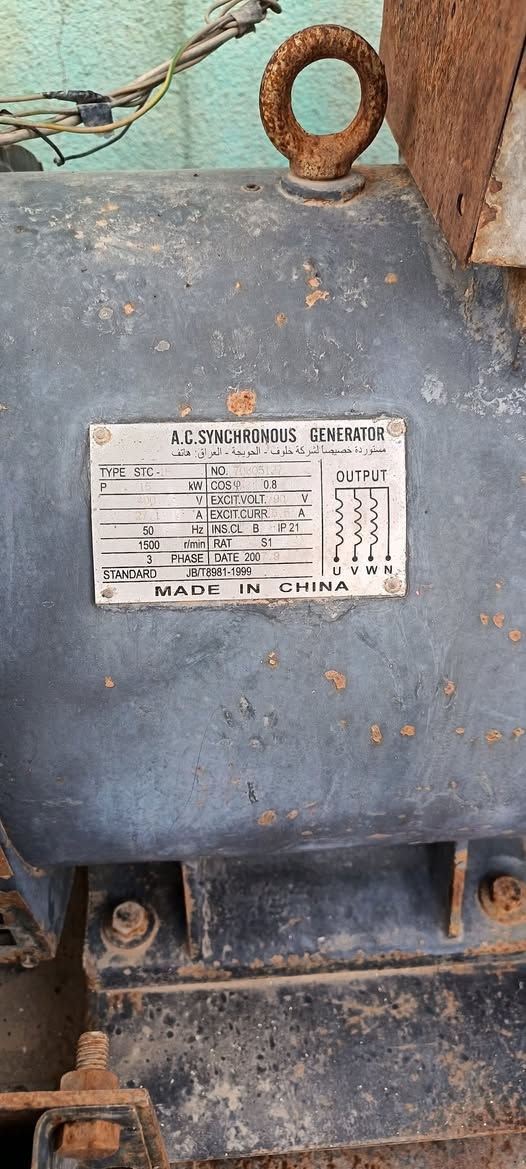 A.C.SYNCHRONOUS GENERATOR
مستوردة خصيصاً لشركة خلوف - الحويجة - العراق: هاتف
TYPE STC - NO.
P kW COSφ 0.8
V EXCIT.VOLT. V
A EXCIT.CURR. A
50 Hz INS.CL B IP 21
1500 r/min RAT S1
3 PHASE DATE 200
STANDARD JB/T8981-1999
OUTPUT
U V W N
MADE IN CHINA